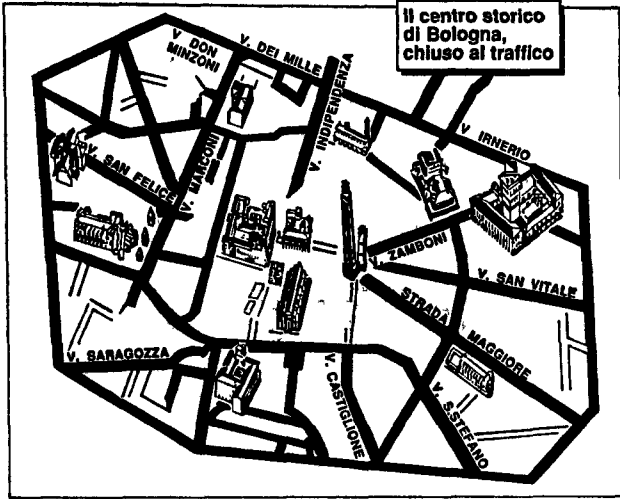 Il centro storico
di Bologna,
chiuso al traffico
V. DON
MINZONI
V. DEI MILLE
V. INDIPENDENZA
V. IRNERIO
V. SAN FELICE
V. MARCONI
V. ZAMBONI
V. SAN VITALE
STRADA MAGGIORE
V. SARAGOZZA
V. CASTIGLIONE
V. S.STEFANO